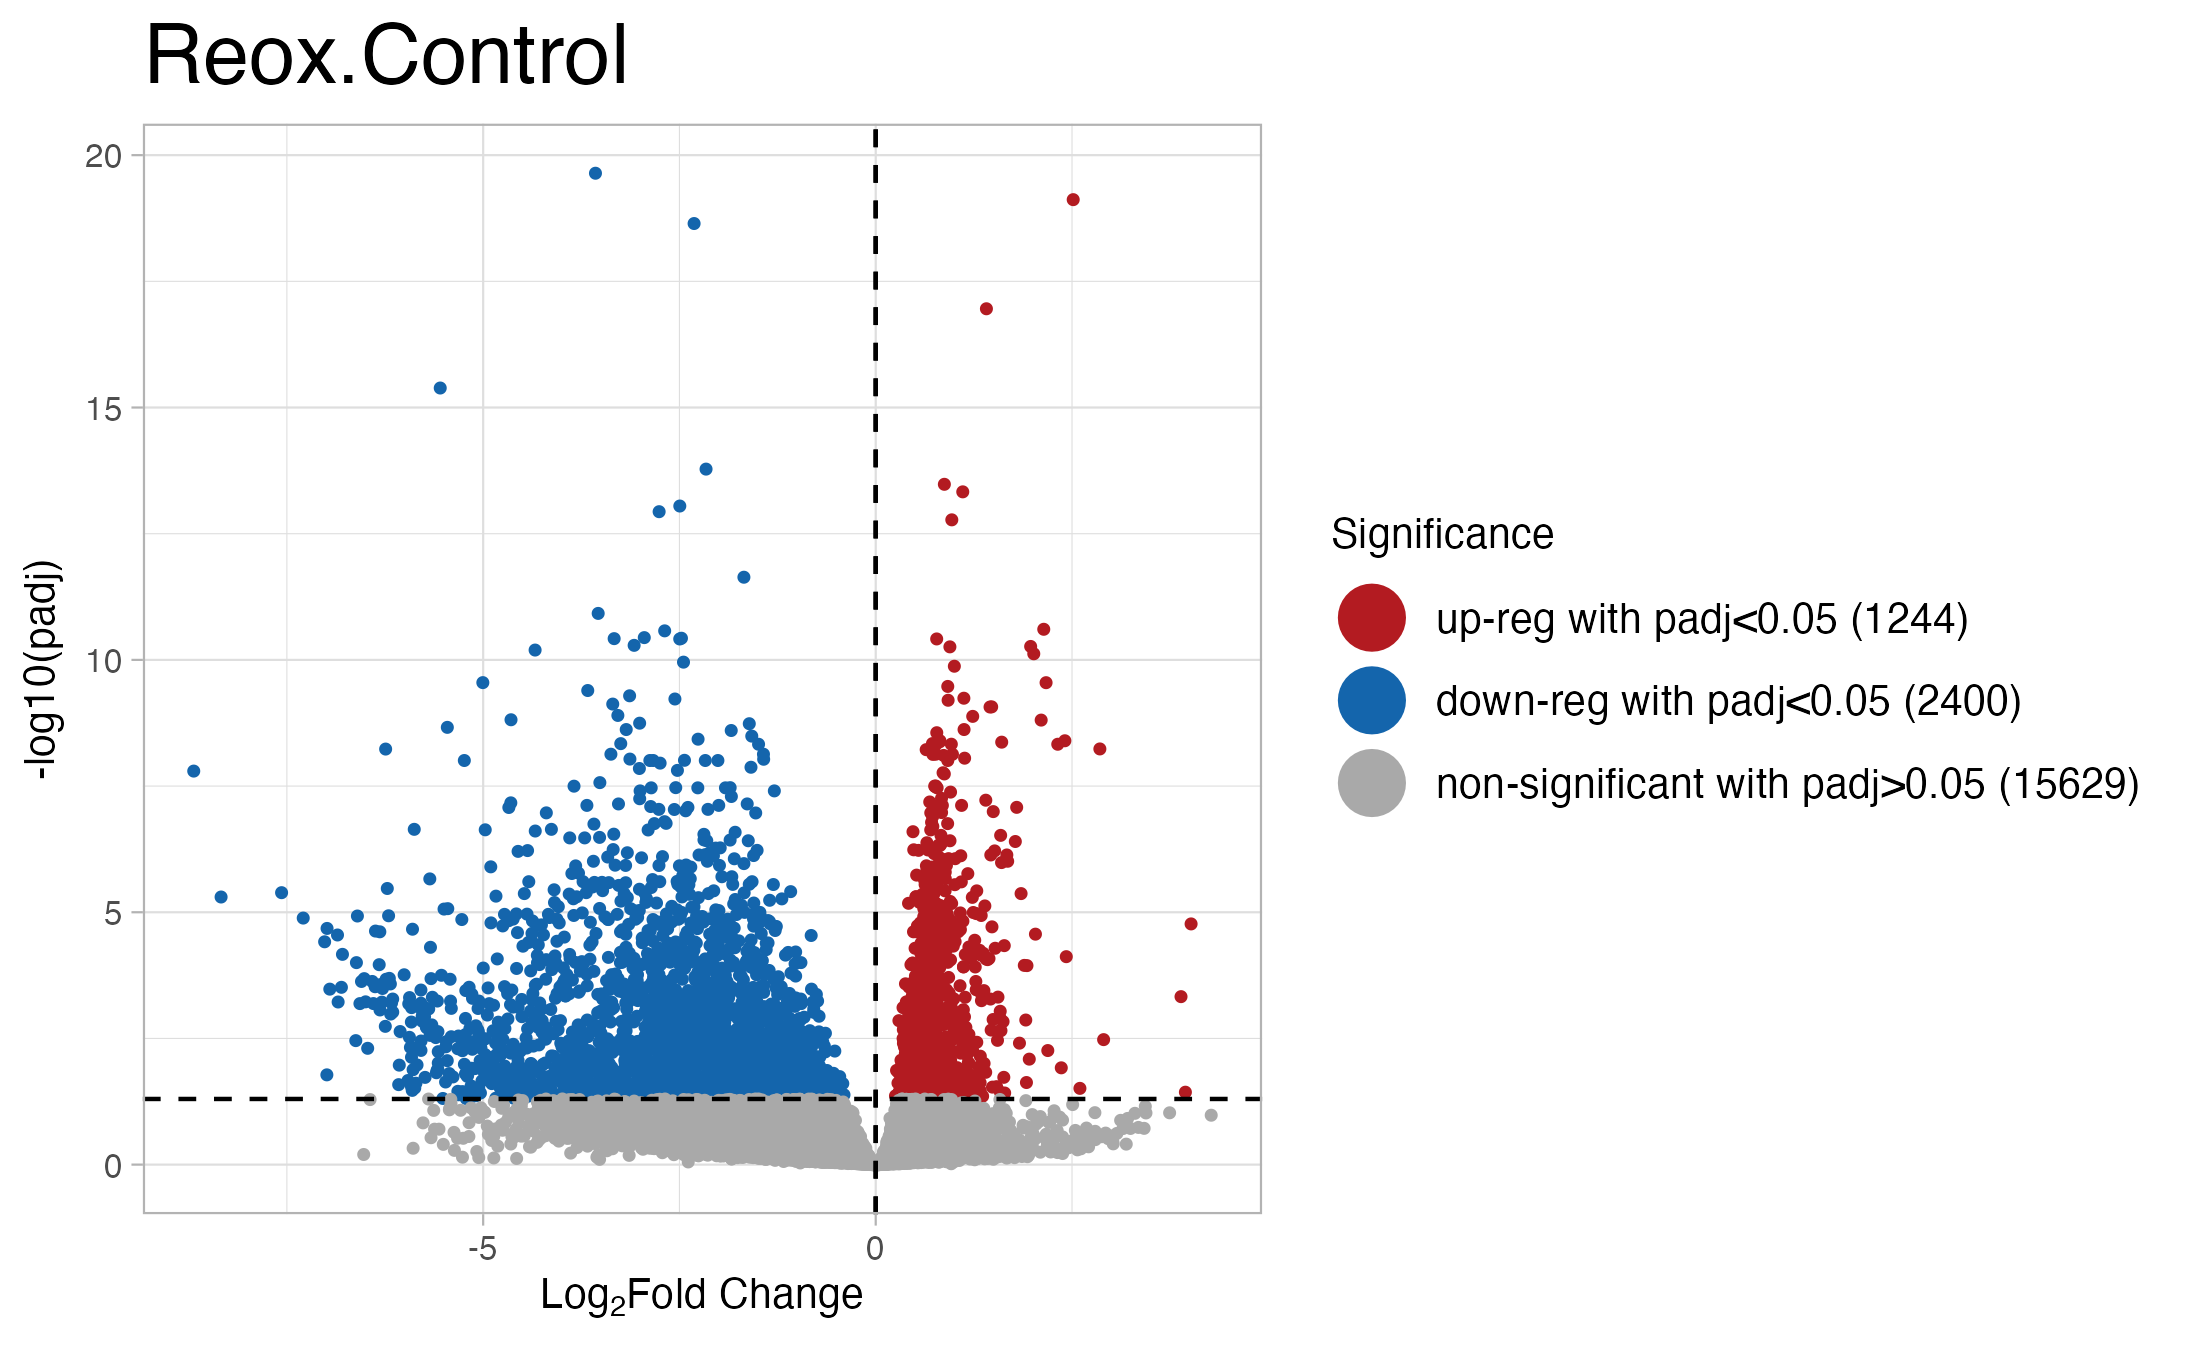 Reox.Control
20
15
10
5
0
-log10(padj)
-5
0
Log₂Fold Change
Significance
up-reg with padj<0.05 (1244)
down-reg with padj<0.05 (2400)
non-significant with padj>0.05 (15629)